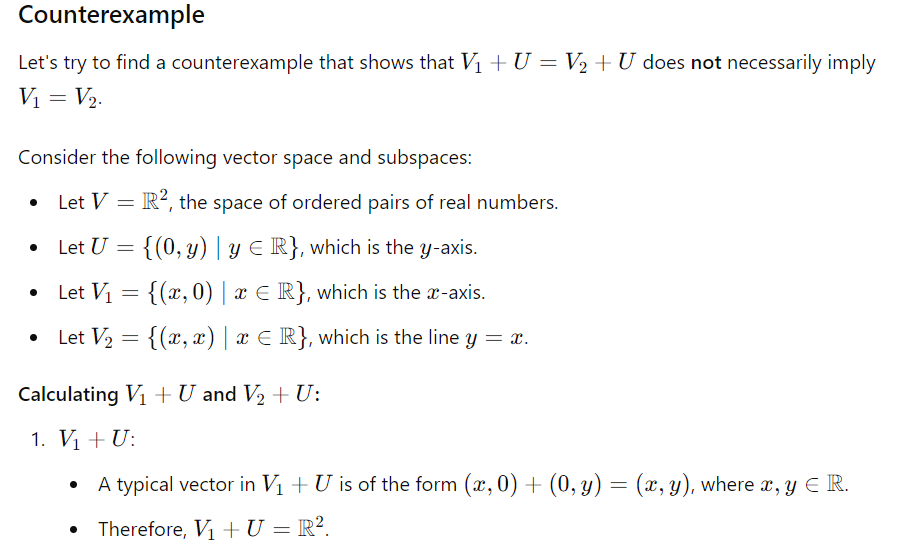 Counterexample
Let's try to find a counterexample that shows that V₁ + U = V₂ + U does not necessarily imply
V₁ = V₂.
Consider the following vector space and subspaces:
• Let V = ℝ², the space of ordered pairs of real numbers.
• Let U = {(0, y) | y ∈ ℝ}, which is the y-axis.
• Let V₁ = {(x, 0) | x ∈ ℝ}, which is the x-axis.
• Let V₂ = {(x, x) | x ∈ ℝ}, which is the line y = x.
Calculating V₁ + U and V₂ + U:
1. V₁ + U:
• A typical vector in V₁ + U is of the form (x, 0) + (0, y) = (x, y), where x, y ∈ ℝ.
• Therefore, V₁ + U = ℝ².